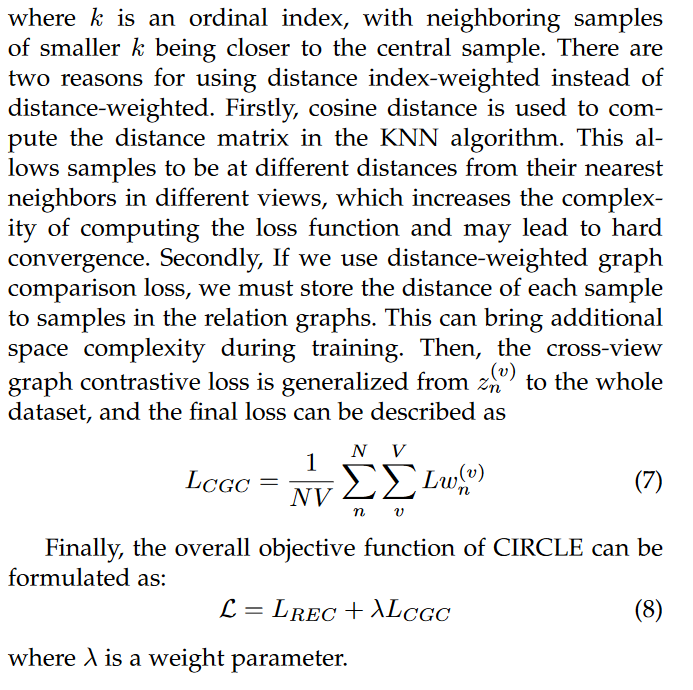 where k is an ordinal index, with neighboring samples
of smaller k being closer to the central sample. There are
two reasons for using distance index-weighted instead of
distance-weighted. Firstly, cosine distance is used to com-
pute the distance matrix in the KNN algorithm. This al-
lows samples to be at different distances from their nearest
neighbors in different views, which increases the complex-
ity of computing the loss function and may lead to hard
convergence. Secondly, If we use distance-weighted graph
comparison loss, we must store the distance of each sample
to samples in the relation graphs. This can bring additional
space complexity during training. Then, the cross-view
graph contrastive loss is generalized from $z_n^{(v)}$ to the whole
dataset, and the final loss can be described as
$L_{CGC} = \frac{1}{NV} \sum_{n}^{N} \sum_{v}^{V} Lw_n^{(v)}$ (7)
Finally, the overall objective function of CIRCLE can be
formulated as:
$\mathcal{L} = L_{REC} + \lambda L_{CGC}$ (8)
where λ is a weight parameter.